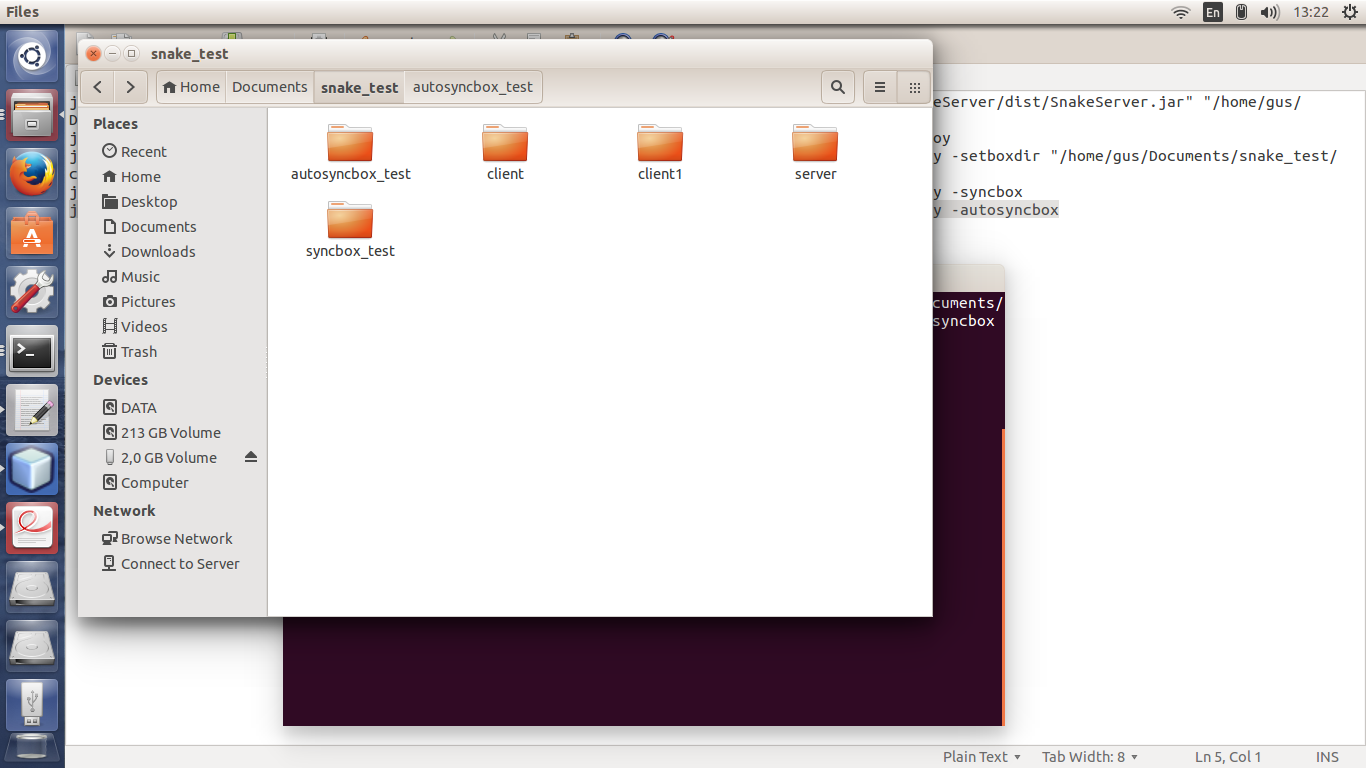 Files
En
13:22
snake_test
Home Documents snake_test autosyncbox_test
Places
Recent
Home
Desktop
Documents
Downloads
Music
Pictures
Videos
Trash
Devices
DATA
213 GB Volume
2,0 GB Volume
Computer
Network
Browse Network
Connect to Server
autosyncbox_test client client1 server
syncbox_test
j eServer/dist/SnakeServer.jar" "/home/gus/
D
j oy
j y -setboxdir "/home/gus/Documents/snake_test/
c
j y -syncbox
j y -autosyncbox
cuments/
syncbox
Plain Text Tab Width: 8 Ln 5, Col 1 INS